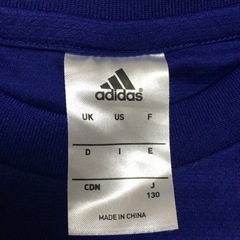 adidas
UK US F
D I E
CDN J
130
MADE IN CHINA